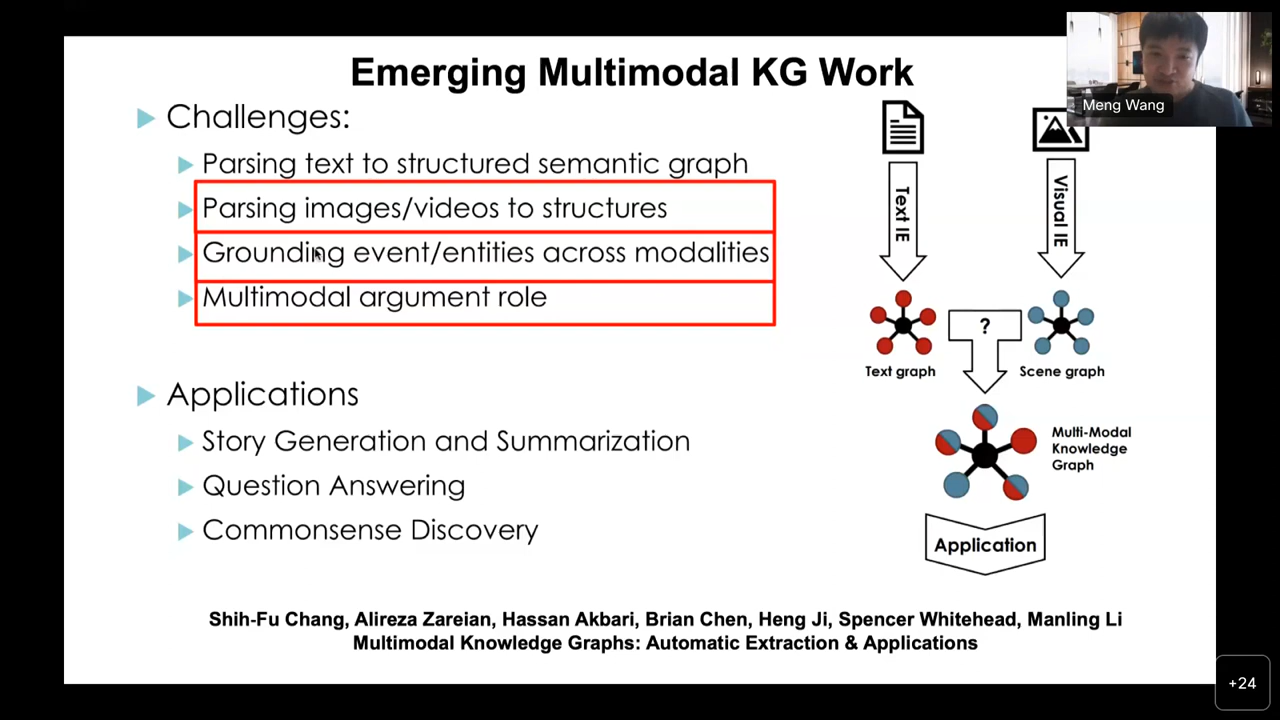 Emerging Multimodal KG Work
Meng Wang
Challenges:
Parsing text to structured semantic graph
Parsing images/videos to structures
Grounding event/entities across modalities
Multimodal argument role
Applications
Story Generation and Summarization
Question Answering
Commonsense Discovery
Text IE
Visual IE
?
Text graph
Scene graph
Multi-Modal
Knowledge
Graph
Application
Shih-Fu Chang, Alireza Zareian, Hassan Akbari, Brian Chen, Heng Ji, Spencer Whitehead, Manling Li
Multimodal Knowledge Graphs: Automatic Extraction & Applications
+24